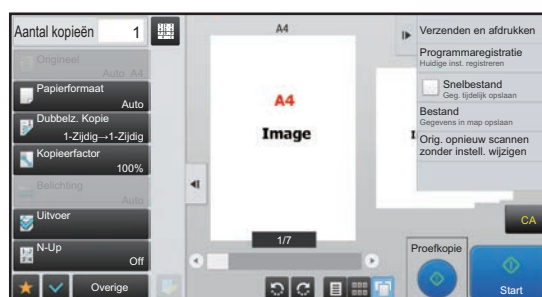 Aantal kopieën 1
Origineel
Auto A4
Papierformaat
Auto
Dubbelz. Kopie
1-Zijdig→1-Zijdig
Kopieerfactor
100%
Belichting
Auto
Uitvoer
N-Up
Off
Overige
A4
A4
Image
I
1/7
Verzenden en afdrukken
Programmaregistratie
Huidige inst. registreren
Snelbestand
Geg. tijdelijk opslaan
Bestand
Gegevens in map opslaan
Orig. opnieuw scannen
zonder instell. wijzigen
CA
Proefkopie
Start